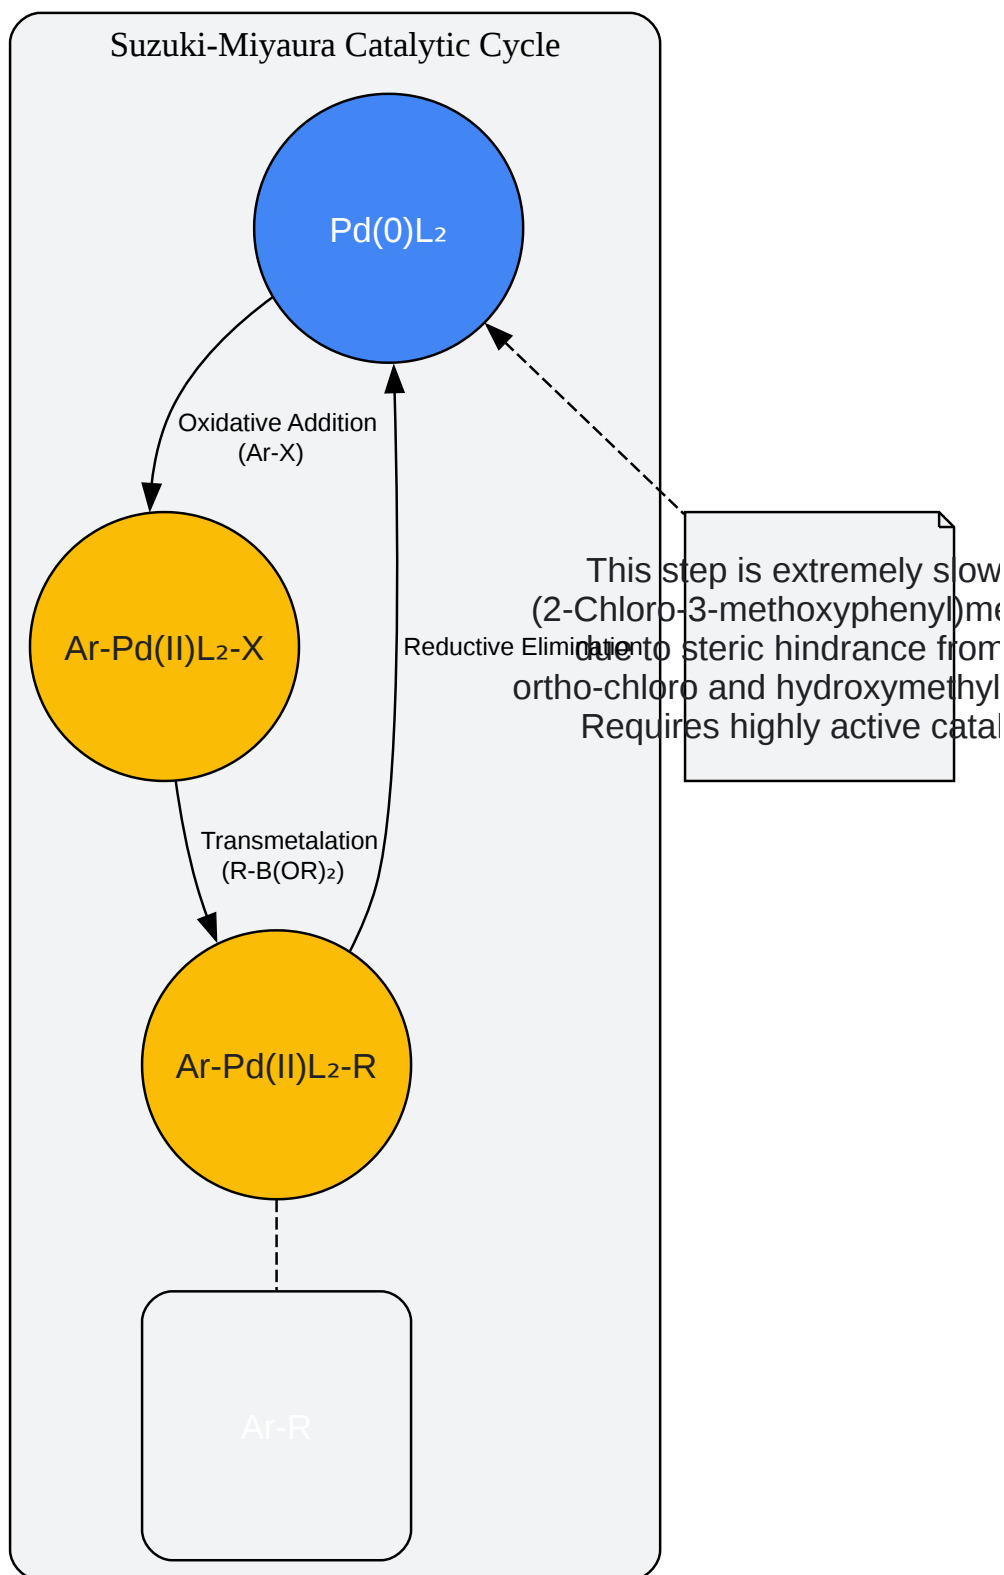 Suzuki-Miyaura Catalytic Cycle
Pd(0)L₂
Oxidative Addition
(Ar-X)
Ar-Pd(II)L₂-X
Reductive Elimination
This step is extremely slow
(2-Chloro-3-methoxyphenyl)me
due to steric hindrance from
ortho-chloro and hydroxymethyl
Requires highly active catal
Transmetalation
(R-B(OR)₂)
Ar-Pd(II)L₂-R
Ar-R